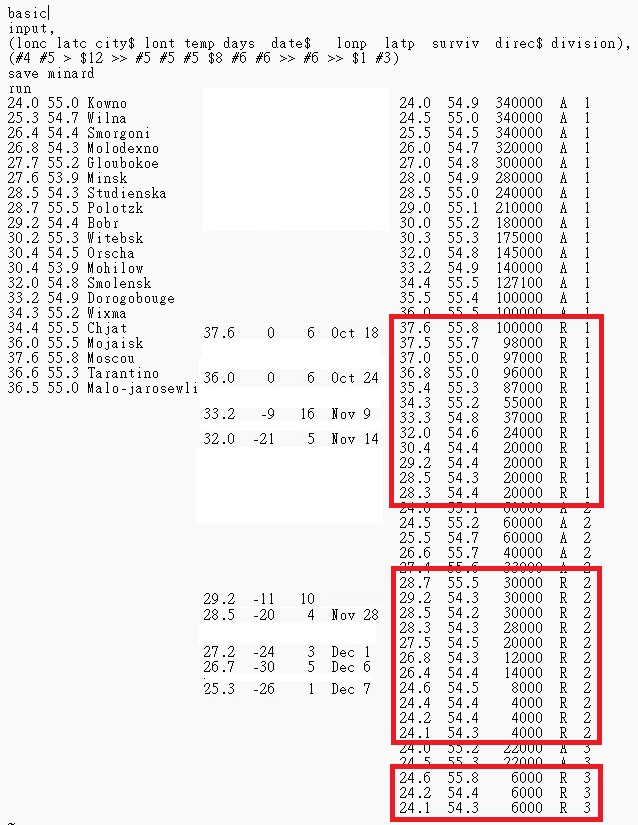 basic
input,
(lonc latc city$ lont temp days date$ lonp latp surviv direc$ division),
(#4 #5 > $12 >> #5 #5 #5 $8 #6 #6 >> #6 >> $1 #3)
save minard
run
24.0 55.0 Kowno 24.0 54.9 340000 A 1
25.3 54.7 Wilna 24.5 55.0 340000 A 1
26.4 54.4 Smorgoni 25.5 54.5 340000 A 1
26.8 54.3 Molodexno 26.0 54.7 320000 A 1
27.7 55.2 Gloubokoe 27.0 54.8 300000 A 1
27.6 53.9 Minsk 28.0 54.9 280000 A 1
28.5 54.3 Studienska 28.5 55.0 240000 A 1
28.7 55.5 Polotzk 29.0 55.1 210000 A 1
29.2 54.4 Bobr 30.0 55.2 180000 A 1
30.2 55.3 Witebsk 30.3 55.3 175000 A 1
30.4 54.5 Orscha 32.0 54.8 145000 A 1
30.4 53.9 Mohilow 33.2 54.9 140000 A 1
32.0 54.8 Smolensk 34.4 55.5 127100 A 1
33.2 54.9 Dorogobouge 35.5 55.4 100000 A 1
34.3 55.2 Wixma 36.0 55.5 100000 A 1
34.4 55.5 Chjat 37.6 0 6 Oct 18 37.6 55.8 100000 R 1
36.0 55.5 Mojaisk 37.5 55.7 98000 R 1
37.6 55.8 Moscou 37.0 55.0 97000 R 1
36.6 55.3 Tarantino 36.0 0 6 Oct 24 36.8 55.0 96000 R 1
36.5 55.0 Malo-jarosewli 35.4 55.3 87000 R 1
34.3 55.2 55000 R 1
33.2 -9 16 Nov 9 33.3 54.8 37000 R 1
32.0 -21 5 Nov 14 32.0 54.6 24000 R 1
30.4 54.4 20000 R 1
29.2 54.4 20000 R 1
28.5 54.3 20000 R 1
28.3 54.4 20000 R 1
24.0 55.1 60000 A 2
24.5 55.2 60000 A 2
25.5 54.7 60000 A 2
26.6 55.7 40000 A 2
27.4 55.6 33000 A 2
28.7 55.5 30000 R 2
29.2 -11 10 29.2 54.3 30000 R 2
28.5 -20 4 Nov 28 28.5 54.2 30000 R 2
28.3 54.3 28000 R 2
27.5 54.5 20000 R 2
27.2 -24 3 Dec 1 26.8 54.3 12000 R 2
26.7 -30 5 Dec 6 26.4 54.4 14000 R 2
25.3 -26 1 Dec 7 24.6 54.5 8000 R 2
24.4 54.4 4000 R 2
24.2 54.4 4000 R 2
24.1 54.3 4000 R 2
24.0 55.2 22000 A 3
24.5 55.3 22000 A 3
24.6 55.8 6000 R 3
24.2 54.4 6000 R 3
24.1 54.3 6000 R 3
~